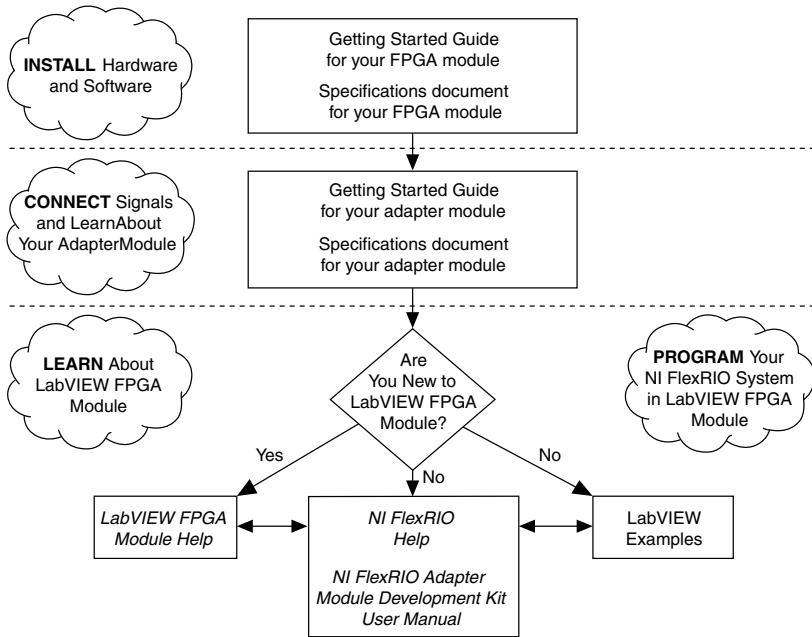 INSTALL Hardware
and Software
Getting Started Guide
for your FPGA module
Specifications document
for your FPGA module
CONNECT Signals
and LearnAbout
Your AdapterModule
Getting Started Guide
for your adapter module
Specifications document
for your adapter module
LEARN About
LabVIEW FPGA
Module
Are
You New to
LabVIEW FPGA
Module?
PROGRAM Your
NI FlexRIO System
in LabVIEW FPGA
Module
Yes
No
No
LabVIEW FPGA
Module Help
NI FlexRIO
Help
NI FlexRIO Adapter
Module Development Kit
User Manual
LabVIEW
Examples